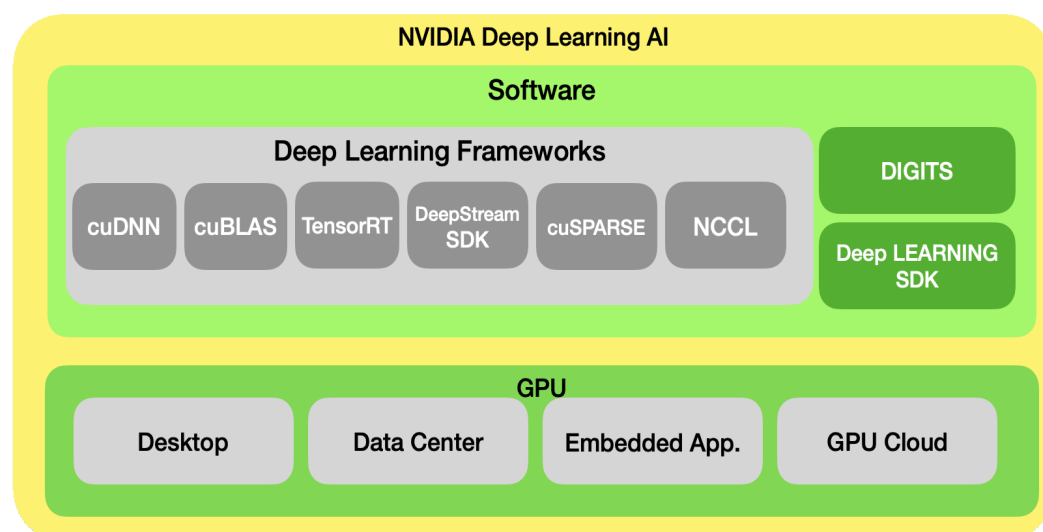 NVIDIA Deep Learning AI
Software
Deep Learning Frameworks
cuDNN
cuBLAS
TensorRT
DeepStream
SDK
cuSPARSE
NCCL
DIGITS
Deep LEARNING
SDK
GPU
Desktop
Data Center
Embedded App.
GPU Cloud